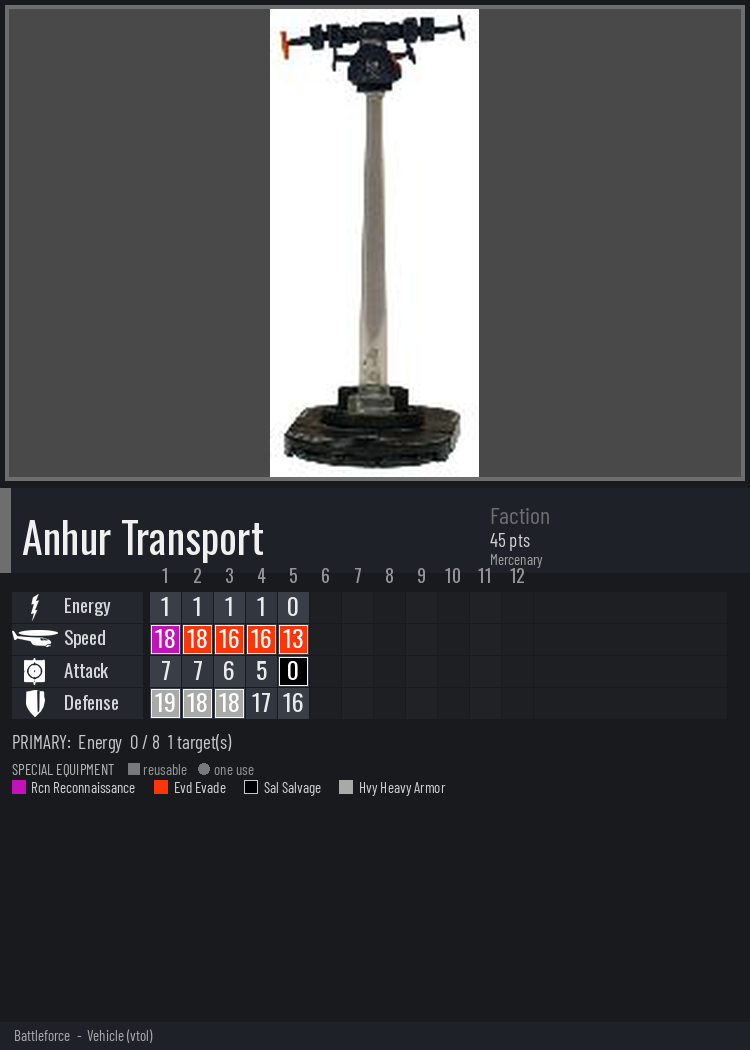 Anhur Transport
Faction
45 pts
Mercenary
1 2 3 4 5 6 7 8 9 10 11 12
Energy 1 1 1 1 0
Speed 18 18 16 16 13
Attack 7 7 6 5 0
Defense 19 18 18 17 16
PRIMARY: Energy 0 / 8 1 target(s)
SPECIAL EQUIPMENT reusable one use
Rcn Reconnaissance Evd Evade Sal Salvage Hvy Heavy Armor
Battleforce - Vehicle (vtol)